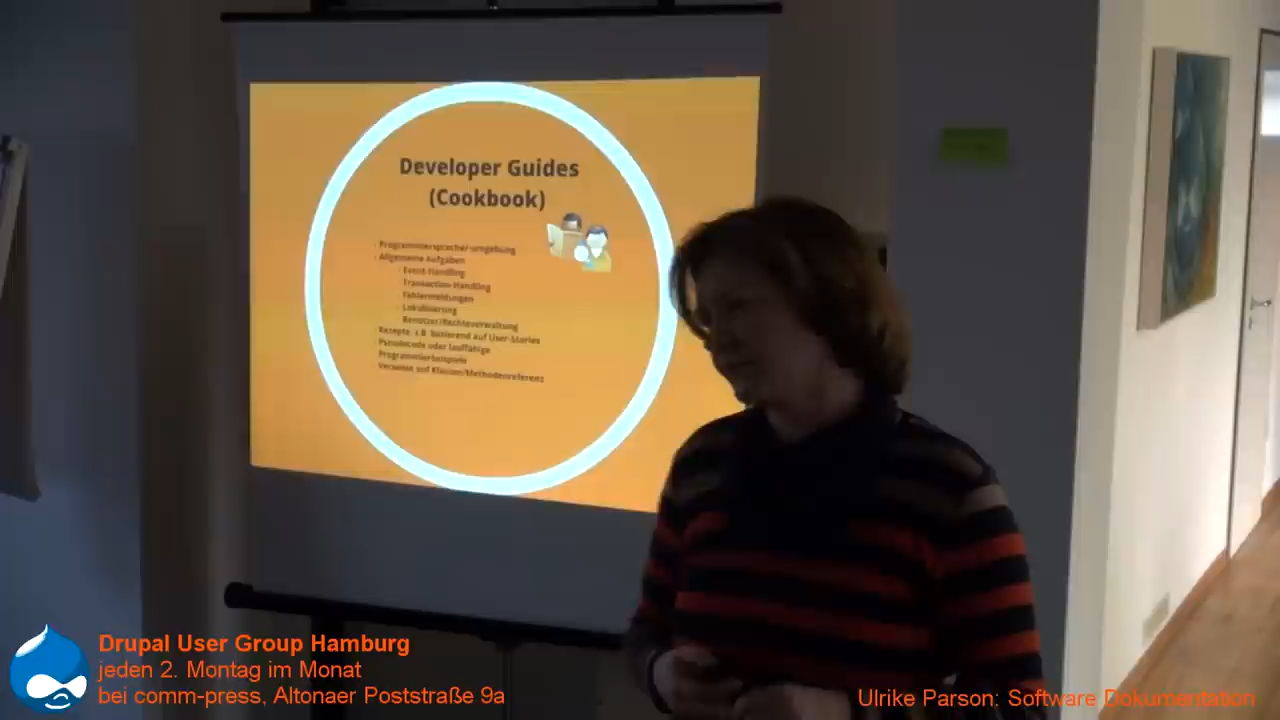 Developer Guides
(Cookbook)
- Programmiersprache/-umgebung
- Allgemeine Aufgaben
- Event-Handling
- Transaction-Handling
- Fehlermeldungen
- Lokalisierung
- Benutzer/Rechteverwaltung
- Rezepte, z.B. basierend auf User-Stories
- Pseudocode oder lauffähige
Programmierbeispiele
- Verweise auf Klassen/Methodenreferenz
Drupal User Group Hamburg
jeden 2. Montag im Monat
bei comm-press, Altonaer Poststraße 9a
Ulrike Parson: Software Dokumentation